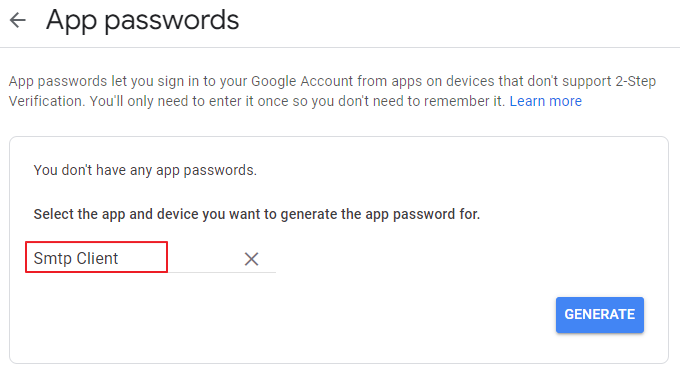 App passwords
App passwords let you sign in to your Google Account from apps on devices that don't support 2-Step
Verification. You'll only need to enter it once so you don't need to remember it. Learn more
You don't have any app passwords.
Select the app and device you want to generate the app password for.
Smtp Client
GENERATE